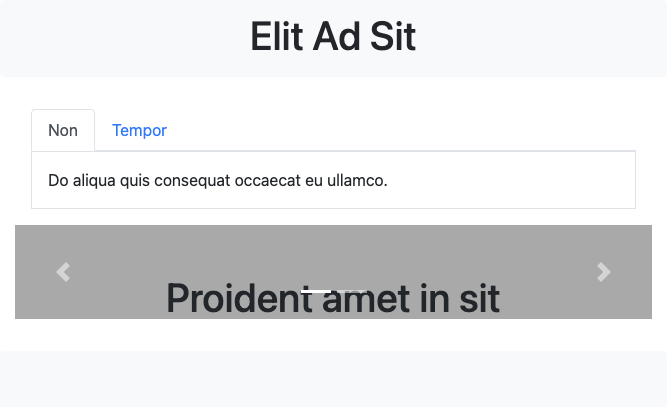 Elit Ad Sit
Non
Tempor
Do aliqua quis consequat occaecat eu ullamco.
Proident amet in sit